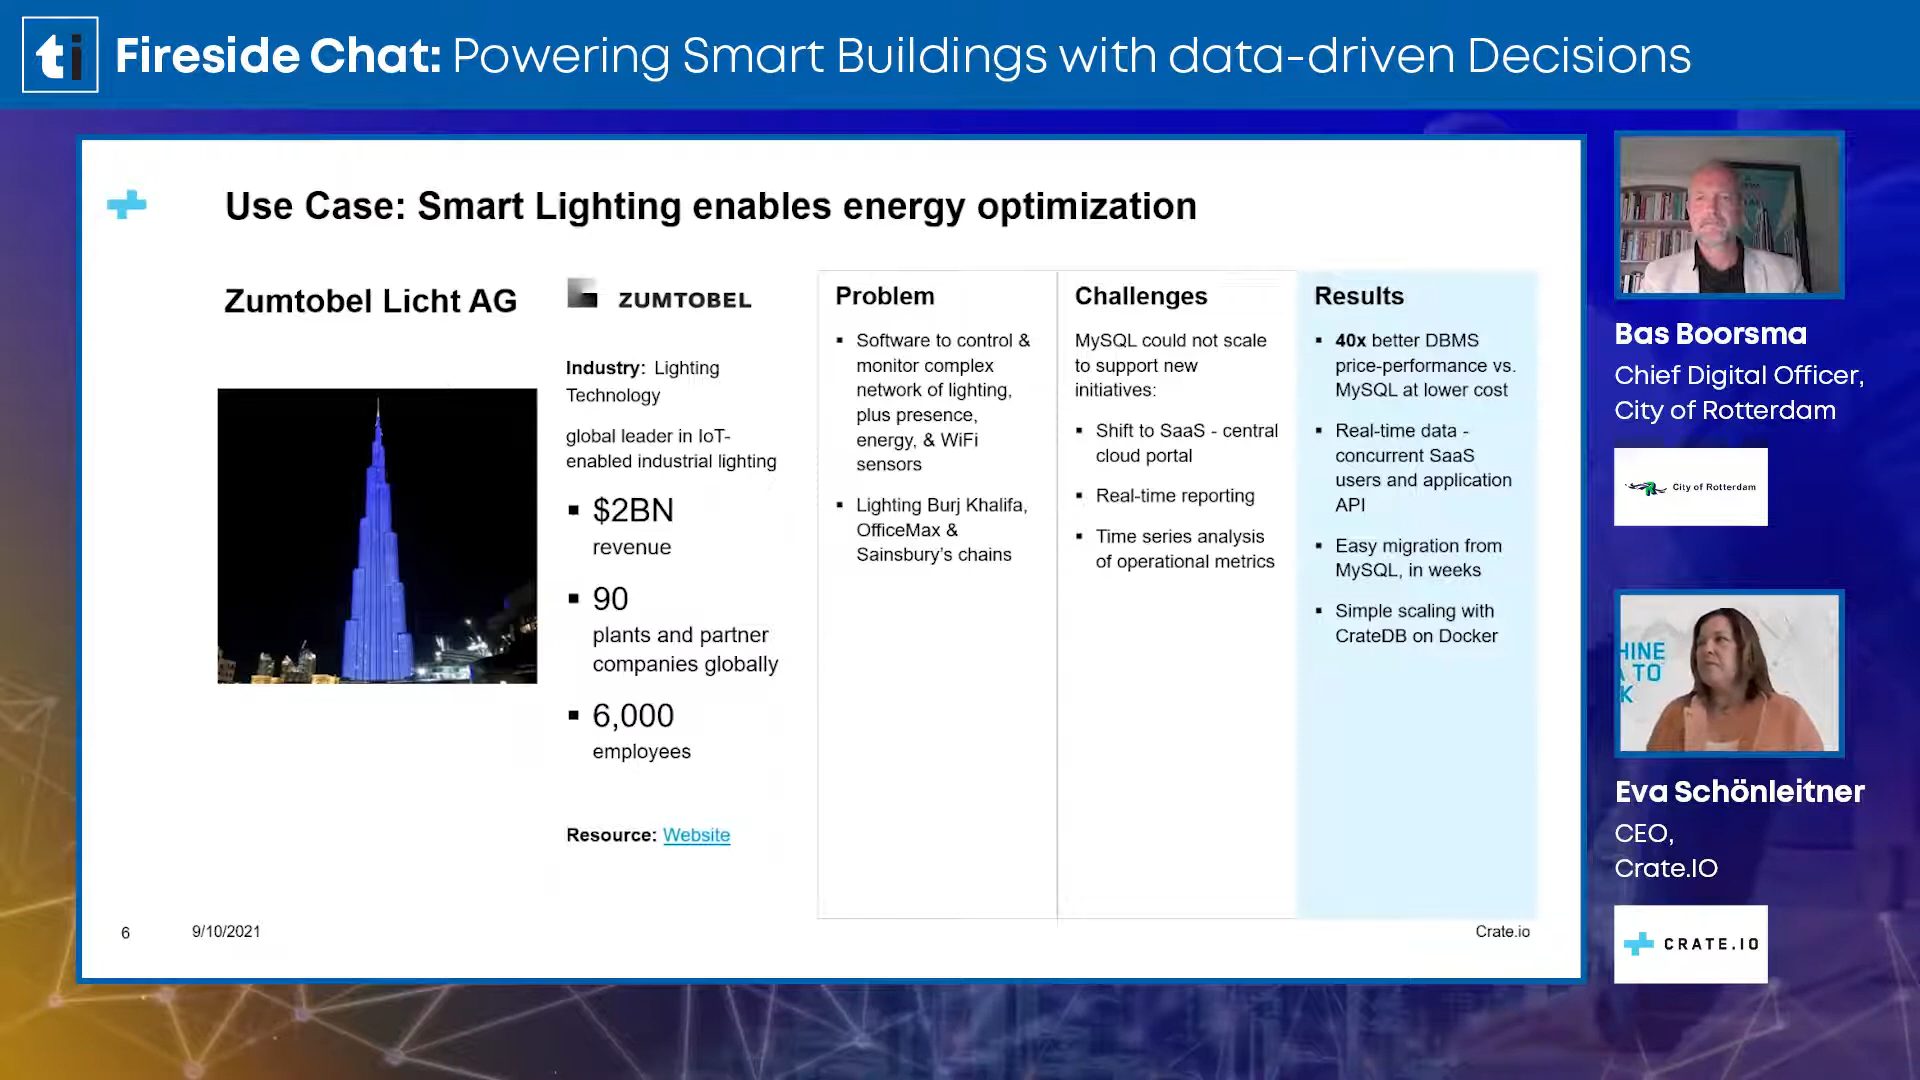 ti
Fireside Chat: Powering Smart Buildings with data-driven Decisions
Use Case: Smart Lighting enables energy optimization
Zumtobel Licht AG
ZUMTOBEL
Industry: Lighting
Technology
global leader in IoT-
enabled industrial lighting
▪ $2BN
revenue
▪ 90
plants and partner
companies globally
▪ 6,000
employees
Resource: Website
Problem
▪ Software to control &
monitor complex
network of lighting,
plus presence,
energy, & WiFi
sensors
▪ Lighting Burj Khalifa,
OfficeMax &
Sainsbury's chains
Challenges
MySQL could not scale
to support new
initiatives:
▪ Shift to SaaS - central
cloud portal
▪ Real-time reporting
▪ Time series analysis
of operational metrics
Results
▪ 40x better DBMS
price-performance vs.
MySQL at lower cost
▪ Real-time data -
concurrent SaaS
users and application
API
▪ Easy migration from
MySQL, in weeks
▪ Simple scaling with
CrateDB on Docker
6
9/10/2021
Crate.io
Bas Boorsma
Chief Digital Officer,
City of Rotterdam
City of Rotterdam
HINE
A TO
K
Eva Schönleitner
CEO,
Crate.IO
CRATE.IO